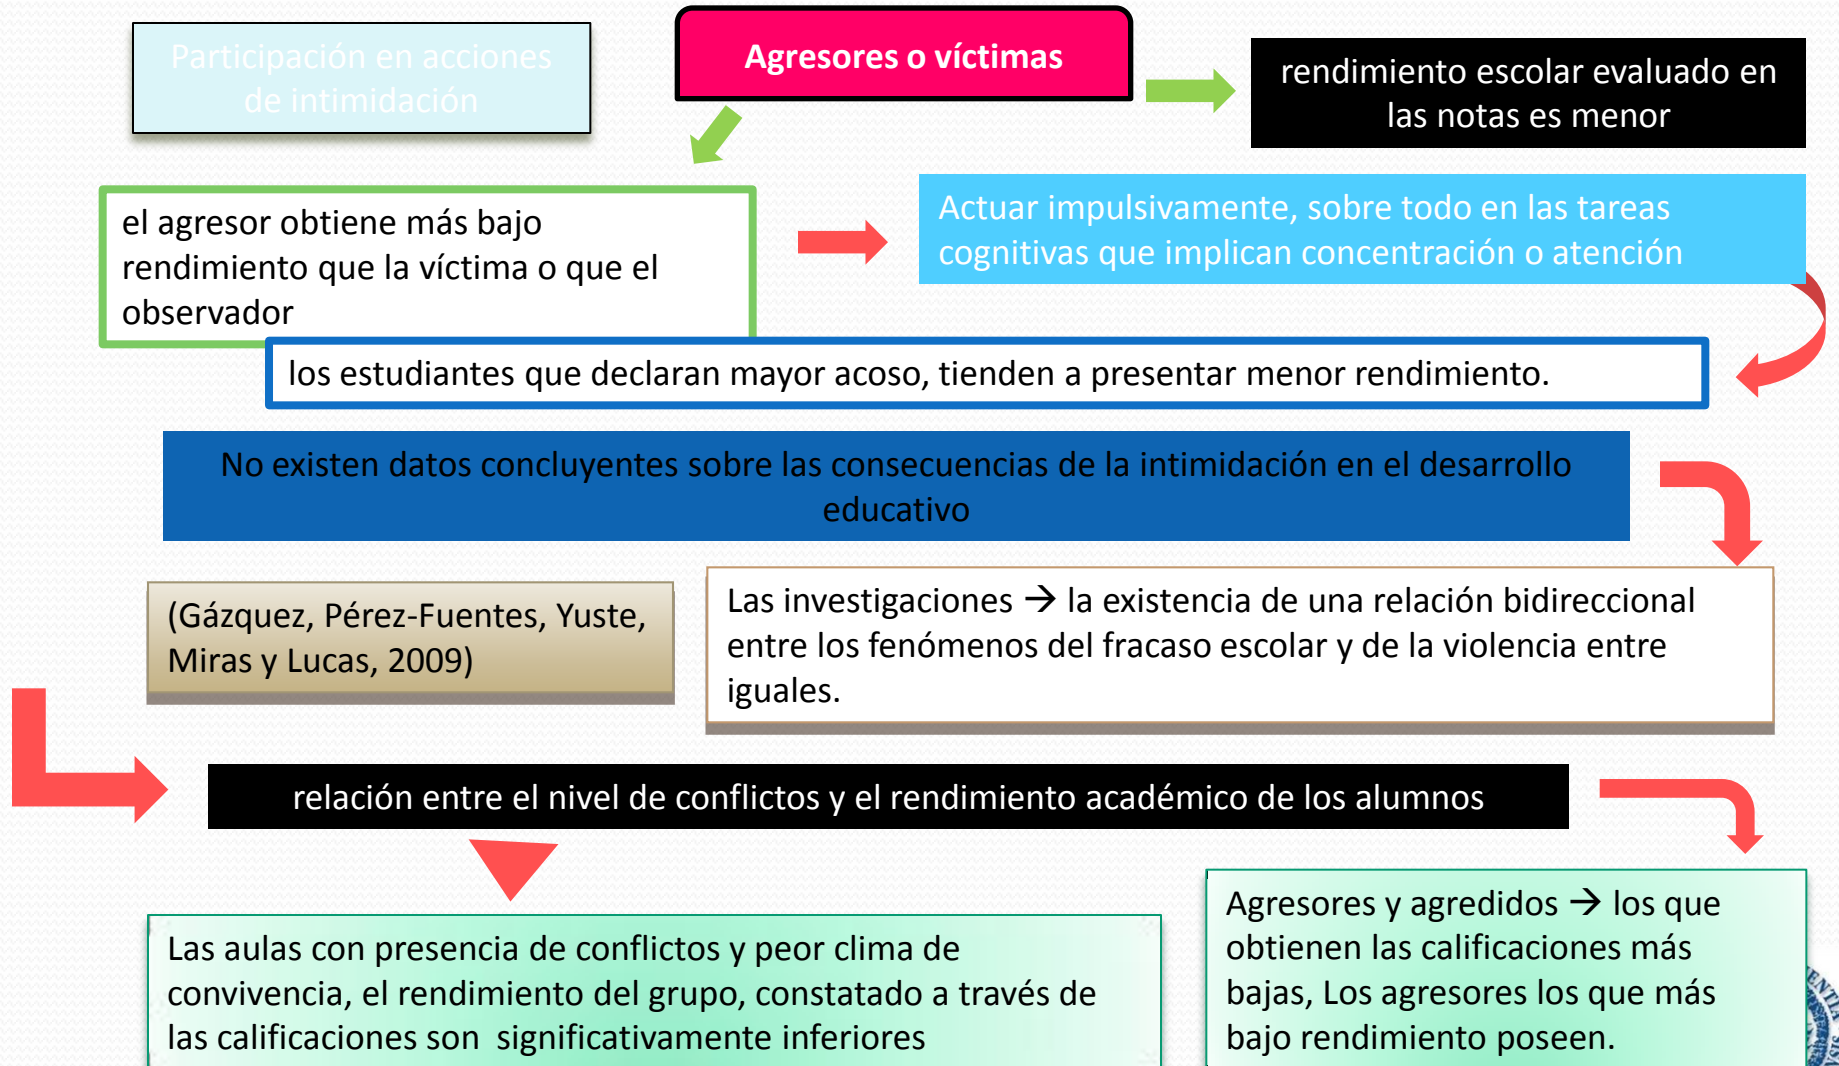 Participación en acciones
de intimidación
Agresores o víctimas
rendimiento escolar evaluado en
las notas es menor
el agresor obtiene más bajo
rendimiento que la víctima o que el
observador
Actuar impulsivamente, sobre todo en las tareas
cognitivas que implican concentración o atención
los estudiantes que declaran mayor acoso, tienden a presentar menor rendimiento.
No existen datos concluyentes sobre las consecuencias de la intimidación en el desarrollo
educativo
(Gázquez, Pérez-Fuentes, Yuste,
Miras y Lucas, 2009)
Las investigaciones → la existencia de una relación bidireccional
entre los fenómenos del fracaso escolar y de la violencia entre
iguales.
relación entre el nivel de conflictos y el rendimiento académico de los alumnos
Las aulas con presencia de conflictos y peor clima de
convivencia, el rendimiento del grupo, constatado a través de
las calificaciones son significativamente inferiores
Agresores y agredidos → los que
obtienen las calificaciones más
bajas, Los agresores los que más
bajo rendimiento poseen.